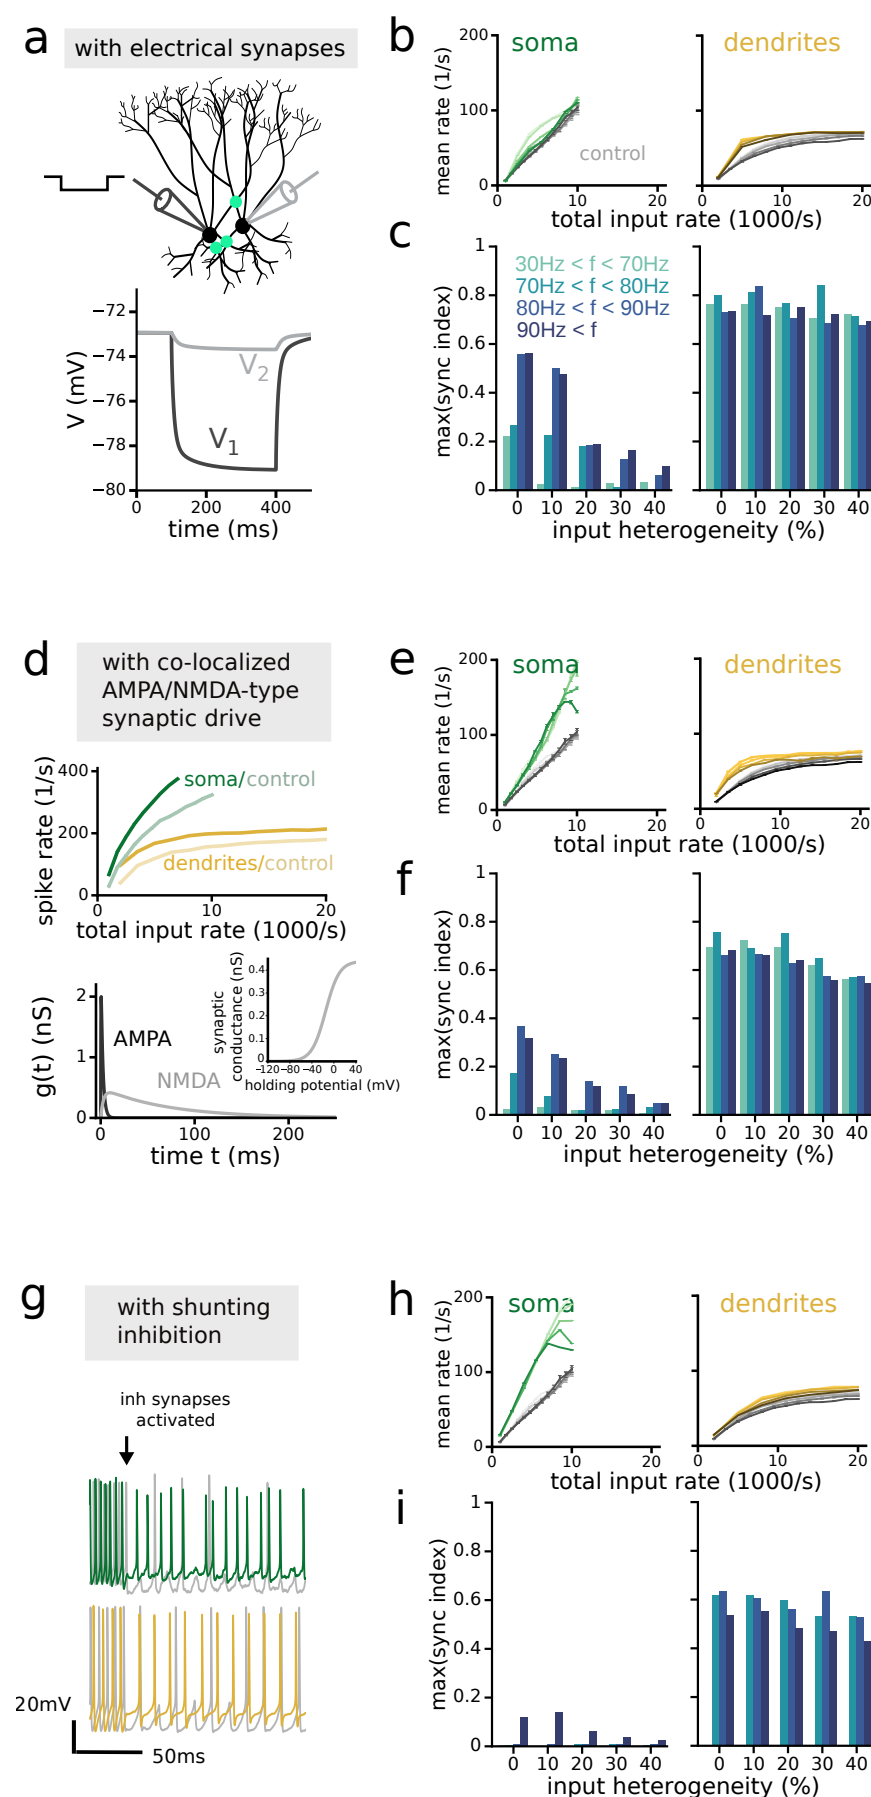 a
with electrical synapses
−72
−74
−76
−78
−80
V (mV)
V2
V1
0
200
400
time (ms)
b
soma
dendrites
200
100
0
mean rate (1/s)
control
0
10
20
0
10
20
total input rate (1000/s)
c
1
0.8
0.6
0.4
0.2
0
max(sync index)
30Hz < f < 70Hz
70Hz < f < 80Hz
80Hz < f < 90Hz
90Hz < f
0
10
20
30
40
0
10
20
30
40
input heterogeneity (%)
d
with co-localized
AMPA/NMDA-type
synaptic drive
400
200
0
spike rate (1/s)
soma/control
dendrites/control
0
10
20
total input rate (1000/s)
2
1
0
g(t) (nS)
AMPA
NMDA
0
100
200
time t (ms)
synaptic
conductance (nS)
0.4
0.3
0.2
0.1
0
−120
−80
−40
0
40
holding potential (mV)
e
soma
dendrites
200
100
0
mean rate (1/s)
0
10
20
0
10
20
total input rate (1000/s)
f
1
0.8
0.6
0.4
0.2
0
max(sync index)
0
10
20
30
40
0
10
20
30
40
input heterogeneity (%)
g
with shunting
inhibition
inh synapses
activated
20mV
50ms
h
soma
dendrites
200
100
0
mean rate (1/s)
0
10
20
0
10
20
total input rate (1000/s)
i
1
0.8
0.6
0.4
0.2
0
max(sync index)
0
10
20
30
40
0
10
20
30
40
input heterogeneity (%)